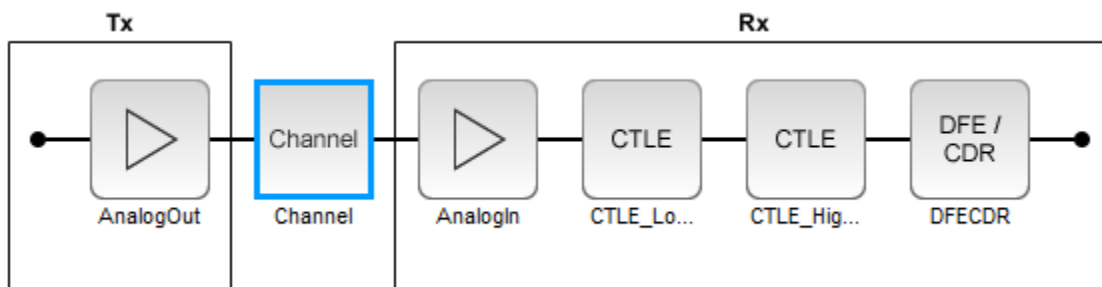 Tx
Rx
Channel
CTLE
CTLE
DFE /
CDR
AnalogOut
Channel
AnalogIn
CTLE_Lo...
CTLE_Hig...
DFECDR